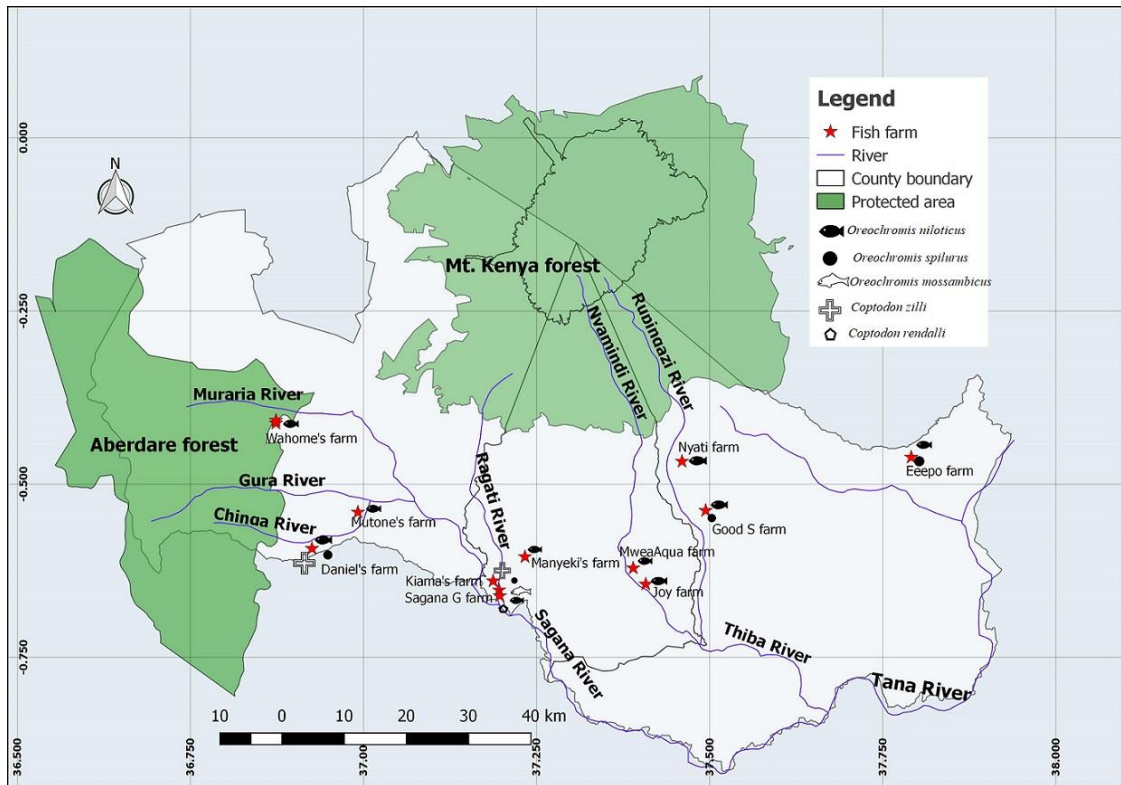 Legend
Fish farm
River
County boundary
Protected area
Oreochromis niloticus
Oreochromis spilurus
Oreochromis mossambicus
Coptodon zilli
Coptodon rendalli
N
0.000
-0.250
-0.500
-0.750
Mt. Kenya forest
Nyamindi River
Rupingazi River
Muraria River
Wahome's farm
Aberdare forest
Gura River
Chinga River
Mutone's farm
Daniel's farm
Ragati River
Nyati farm
Eeepo farm
Good S farm
MweaAqua farm
Manyeki's farm
Joy farm
Kiama's farm
Sagana G farm
Sagana River
Thiba River
Tana River
10 0 10 20 30 40 km
36.500 36.750 37.000 37.250 37.500 37.750 38.000